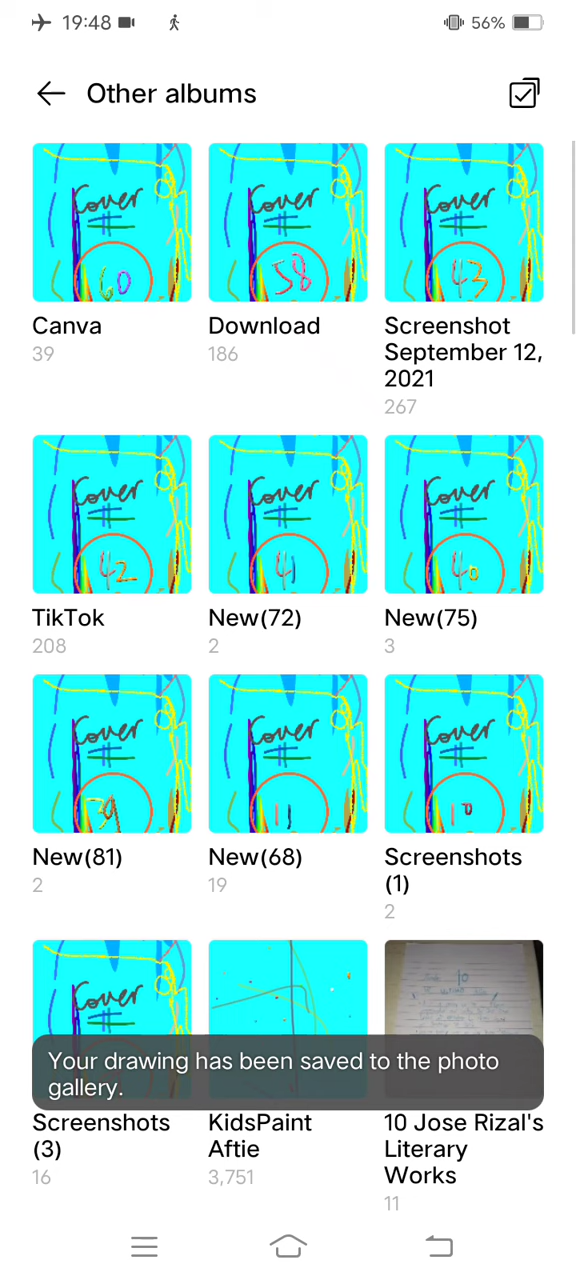 19:48
56%
Other albums
Cover
#
60
Cover
#
58
Cover
#
43
Canva
39
Download
186
Screenshot
September 12,
2021
267
Cover
#
42
Cover
#
41
Cover
#
40
TikTok
208
New(72)
2
New(75)
3
Cover
#
39
Cover
#
11
Cover
#
10
New(81)
2
New(68)
19
Screenshots
(1)
2
Cover
#
10
Your drawing has been saved to the photo
gallery.
Screenshots
(3)
16
KidsPaint
Aftie
3,751
10 Jose Rizal's
Literary
Works
11